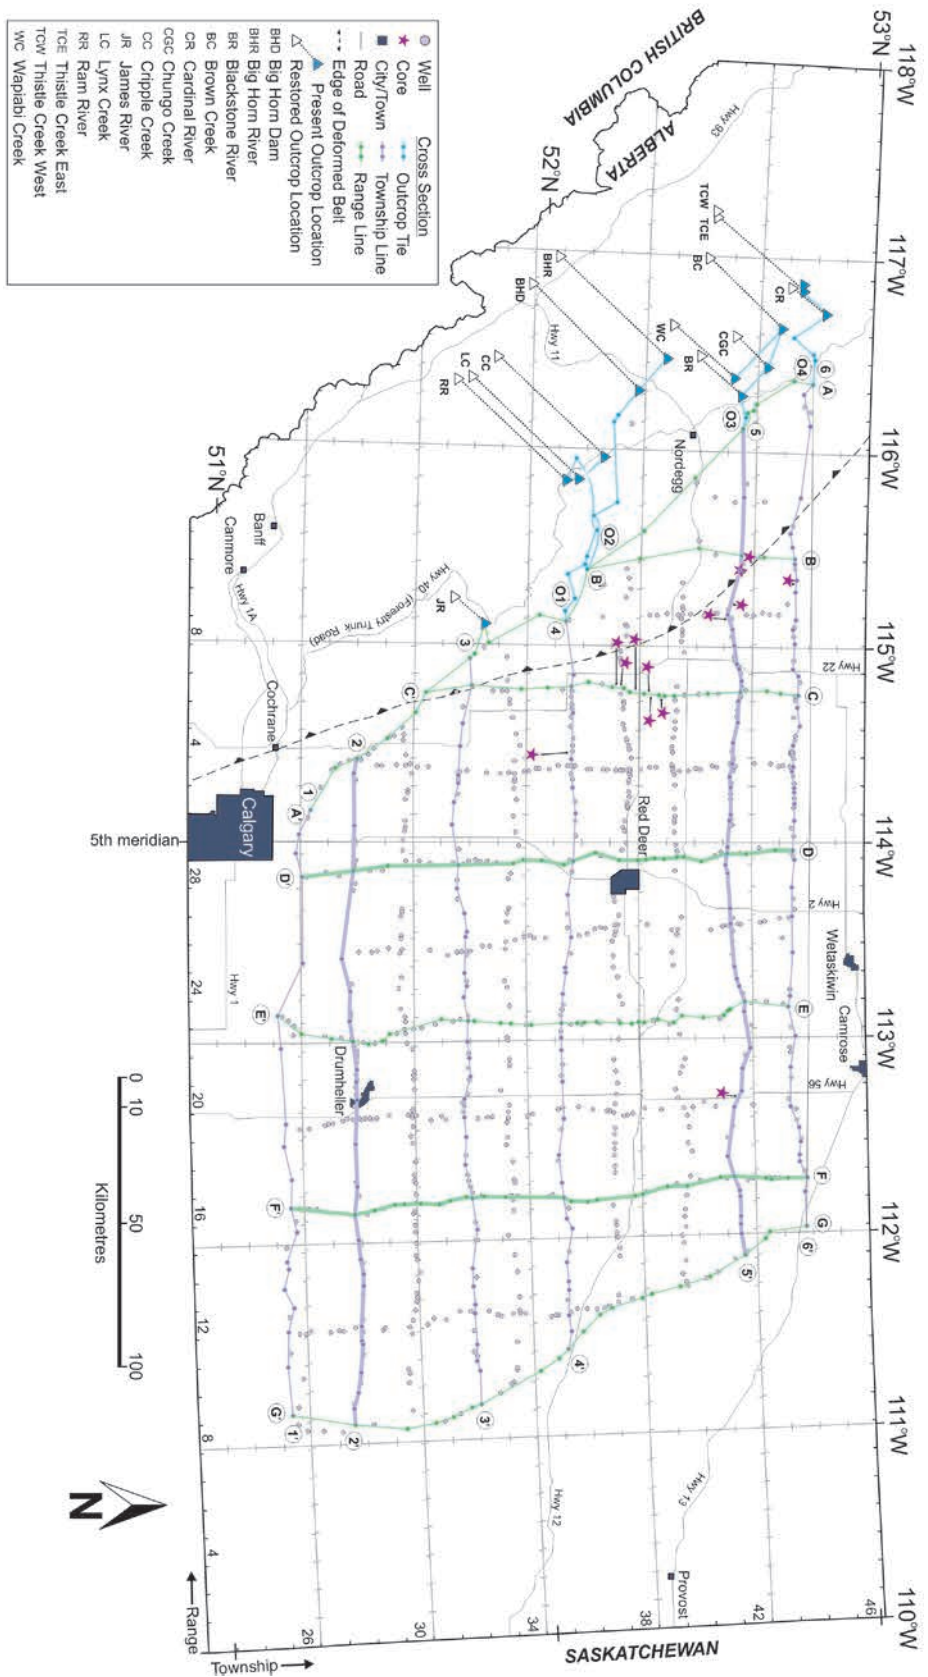 118°W
117°W
116°W
115°W
114°W
113°W
112°W
111°W
110°W
53°N
52°N
51°N
BRITISH COLUMBIA
ALBERTA
SASKATCHEWAN
Hwy 93
Hwy 11
Hwy 40 (Forestry Trunk Road)
Hwy 1A
Hwy 22
Hwy 2
Hwy 1
Hwy 56
Hwy 12
Hwy 13
TCW TCE
BC
CR
BHR
BHD
WC
CGC
BR
CC
LC
RR
JR
O4
6
A
O3
5
B
C
D
E
F
G
6'
5'
O2
B'
O1
4
4'
3
3'
C'
2
2'
1
A'
D'
E'
F'
G'
1'
Nordegg
Banff
Canmore
Cochrane
Calgary
Red Deer
Wetaskiwin
Camrose
Drumheller
Provost
5th meridian
8
4
28
24
20
16
12
8
4
26
30
34
38
42
46
Range
Township
0
10
50
100
Kilometres
N
Well
Core
City/Town
Road
Cross Section
Outcrop Tie
Township Line
Range Line
Edge of Deformed Belt
Present Outcrop Location
Restored Outcrop Location
BHD Big Horn Dam
BHR Big Horn River
BR Blackstone River
BC Brown Creek
CR Cardinal River
CGC Chungo Creek
CC Cripple Creek
JR James River
LC Lynx Creek
RR Ram River
TCE Thistle Creek East
TCW Thistle Creek West
WC Wapiabi Creek